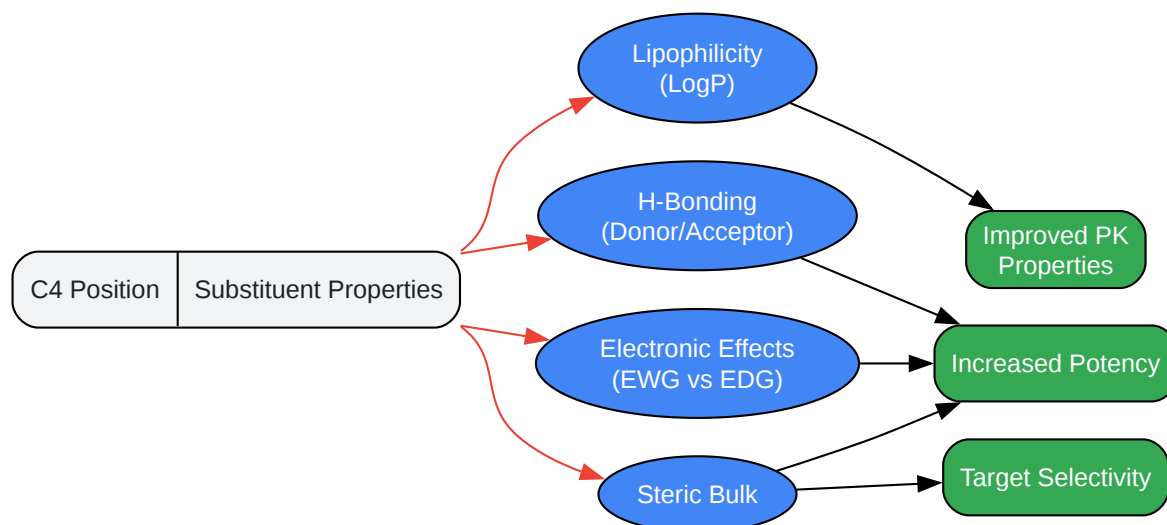 C4 Position
Substituent Properties
Lipophilicity
(LogP)
H-Bonding
(Donor/Acceptor)
Electronic Effects
(EWG vs EDG)
Steric Bulk
Improved PK
Properties
Increased Potency
Target Selectivity